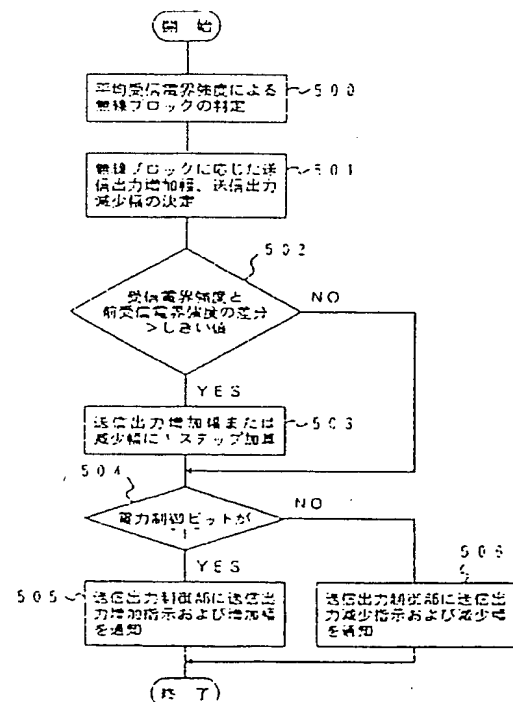 開 始
平均受信電界強度による
無線ブロックの判定
500
無線ブロックに応じた送
信出力増加幅、送信出力
減少幅の決定
501
502
受信電界強度と
前受信電界強度の差分
>しきい値
NO
YES
送信出力増加幅または
減少幅に1ステップ加算
503
504
電力制御ビットが
NO
YES
505
送信出力制御部に送信出
力増加指示および増加幅
を通知
506
送信出力制御部に送信出
力減少指示および減少幅
を通知
終 了